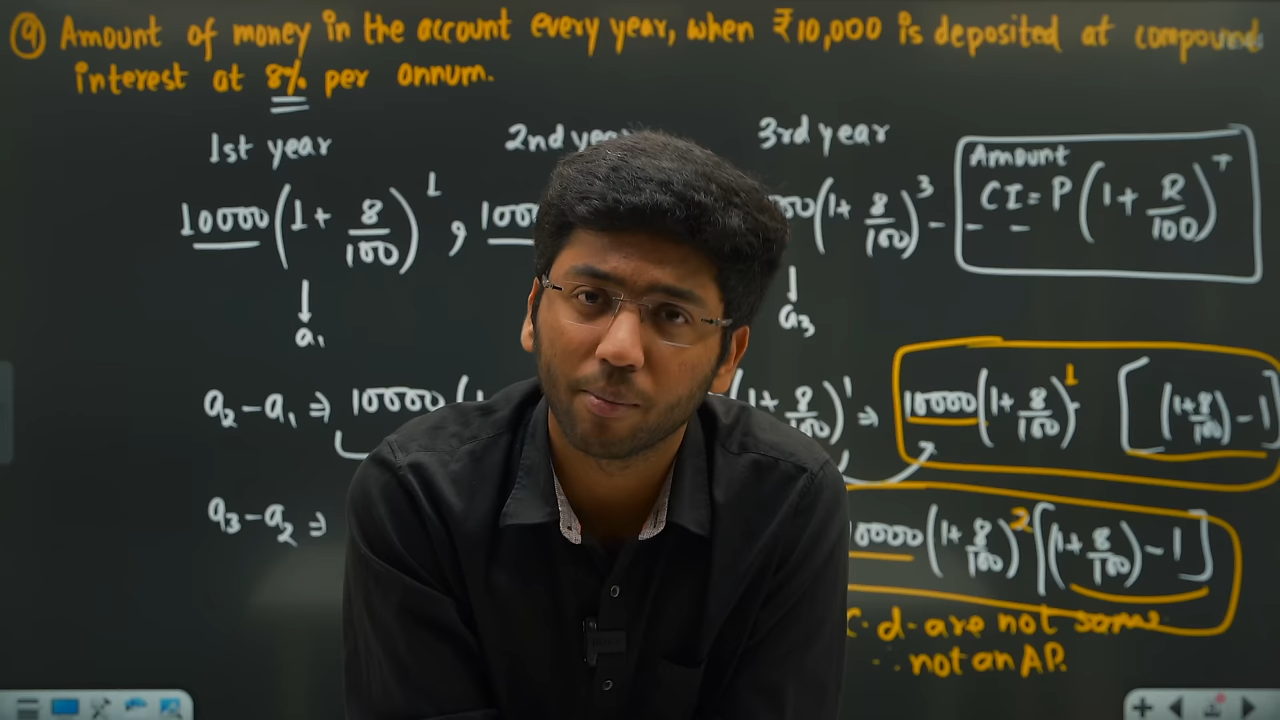 9 Amount of money in the account every year, when ₹10,000 is deposited at compound
interest at 8% per annum.
1st year 2nd year 3rd year
10000(1+8/100)^1, (1+8/100)^3 - - -
Amount
CI = P(1+R/100)^T
↓ ↓
a₁ a₃
a₂-a₁ ⇒ 10000 (1+8/100)^1 ⇒ 10000(1+8/100)^1 [(1+8/100)-1]
a₃-a₂ ⇒ 10000(1+8/100)^2 [(1+8/100)-1]
c.d. are not same
∴ not an AP.